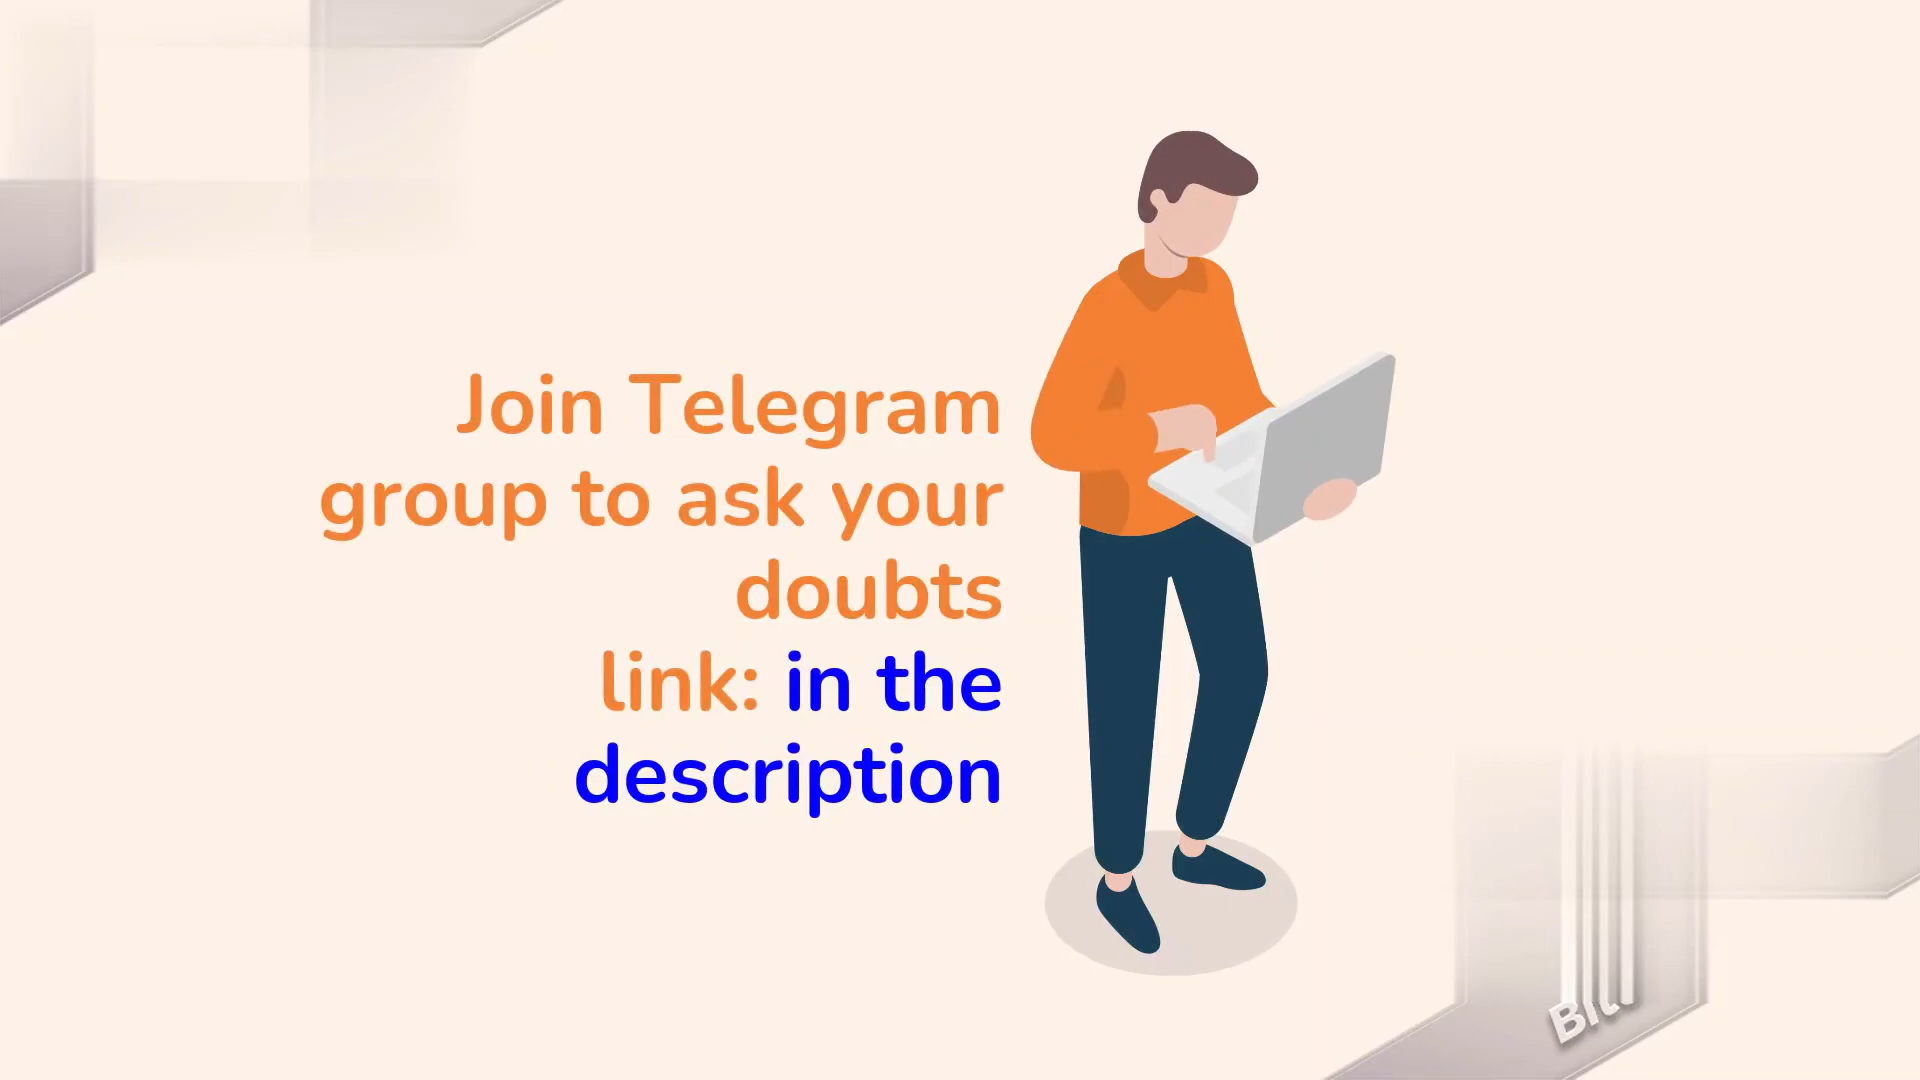 Join Telegram
group to ask your
doubts
link: in the
description